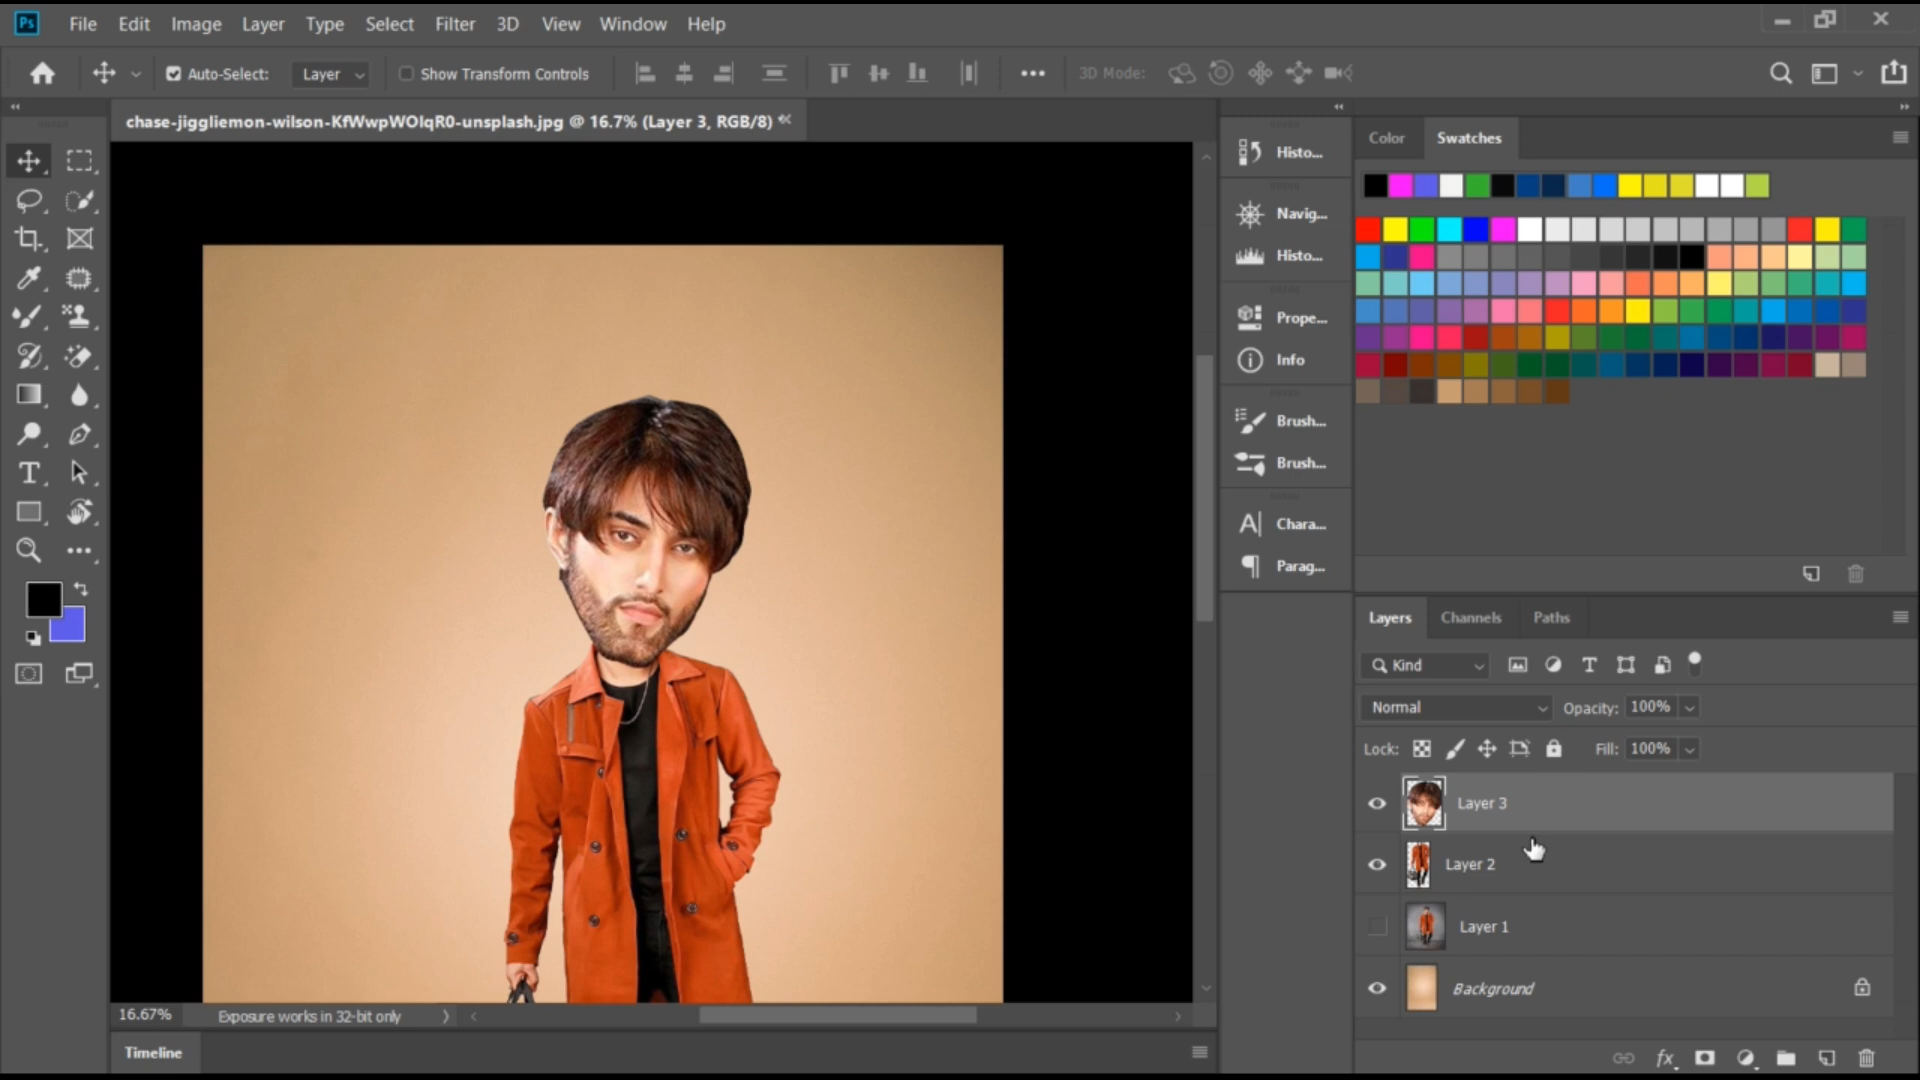 Ps File Edit Image Layer Type Select Filter 3D View Window Help
Auto-Select: Layer Show Transform Controls 3D Mode:
chase-jiggliemon-wilson-KfWwpWOlqR0-unsplash.jpg @ 16.7% (Layer 3, RGB/8) *
Histo...
Navig...
Histo...
Prope...
Info
Brush...
Brush...
Chara...
Parag...
Color Swatches
Layers Channels Paths
Kind
Normal Opacity: 100%
Lock: Fill: 100%
Layer 3
Layer 2
Layer 1
Background
fx
16.67% Exposure works in 32-bit only
Timeline